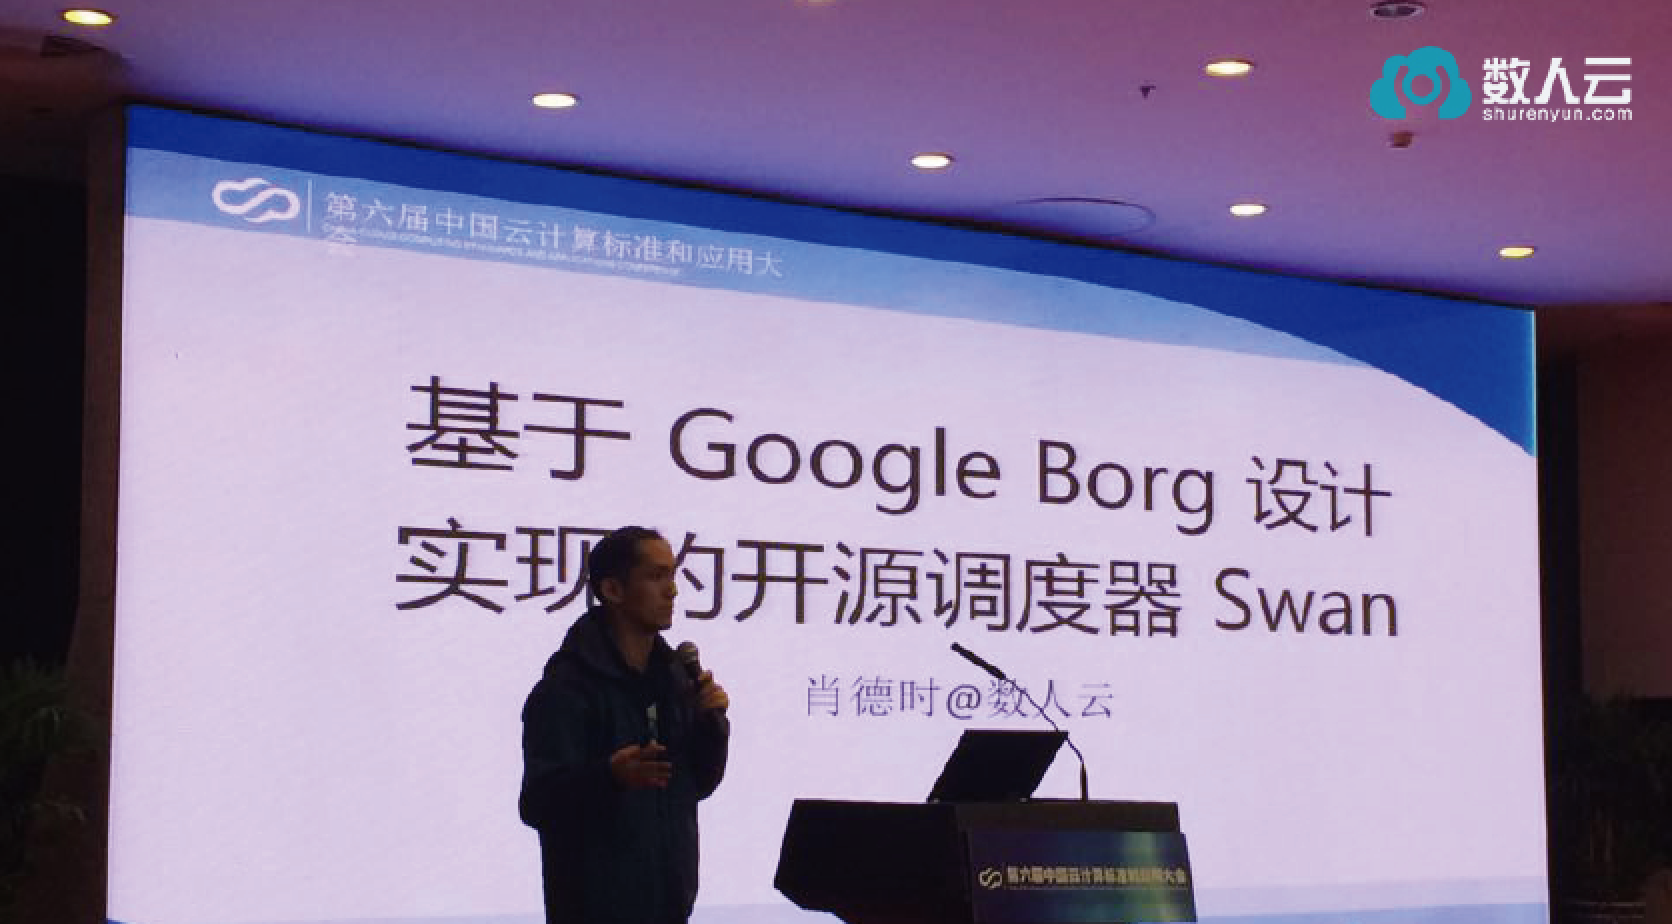 数人云
shurenyun.com
第六届中国云计算标准和应用大
会
基于 Google Borg 设计
实现的开源调度器 Swan
肖德时@数人云
第六届中国云计算标准和应用大会